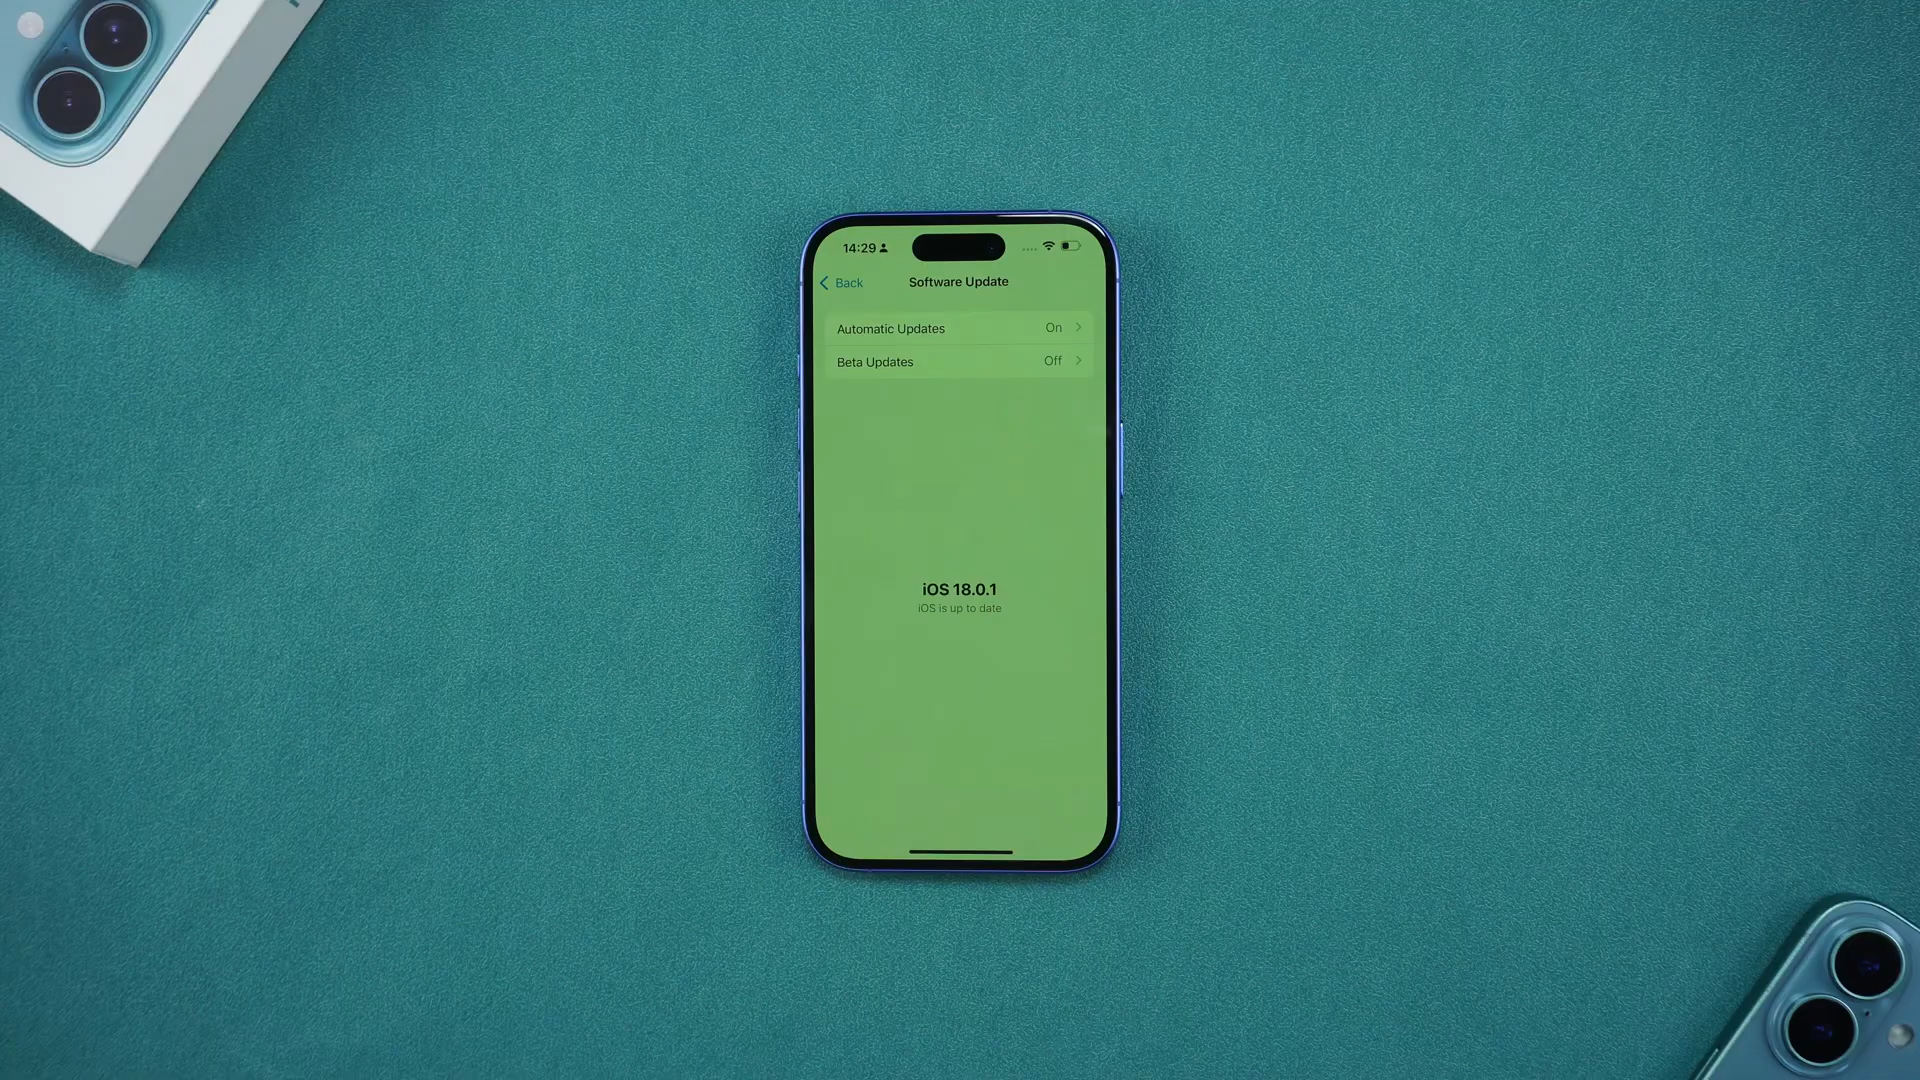 14:29
Back
Software Update
Automatic Updates On
Beta Updates Off
iOS 18.0.1
iOS is up to date